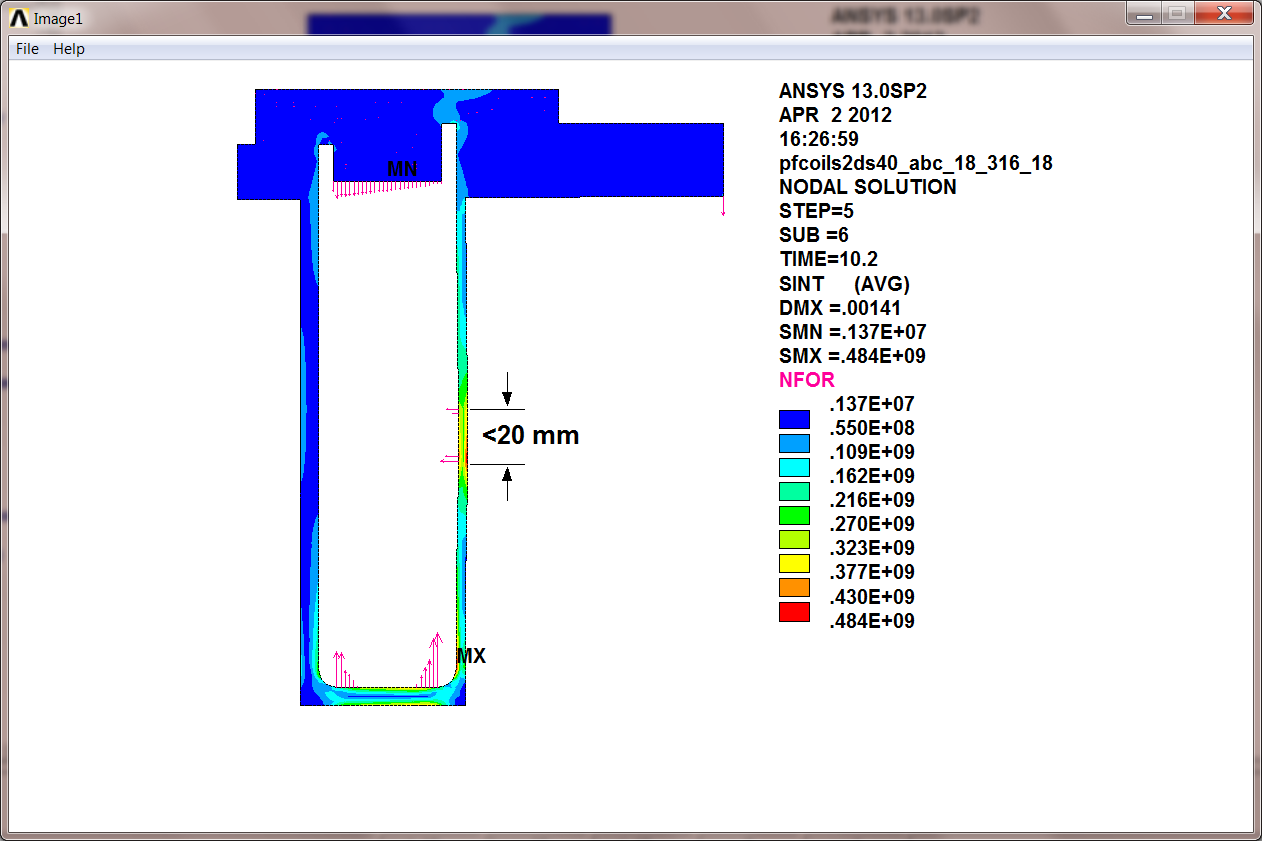 Image1
ANSYS 13.0SP2
File Help
ANSYS 13.0SP2
APR 2 2012
16:26:59
pfcoils2ds40_abc_18_316_18
NODAL SOLUTION
STEP=5
SUB =6
TIME=10.2
SINT (AVG)
DMX =.00141
SMN =.137E+07
SMX =.484E+09
NFOR
.137E+07
.550E+08
.109E+09
.162E+09
.216E+09
.270E+09
.323E+09
.377E+09
.430E+09
.484E+09
MN
<20 mm
MX